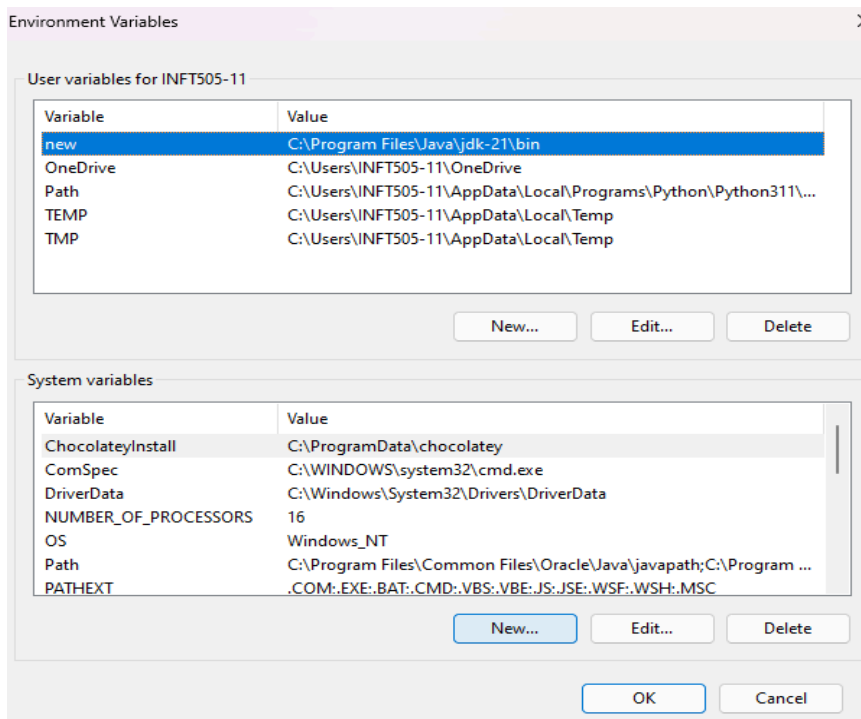 Environment Variables
User variables for INFT505-11
Variable Value
new C:\Program Files\Java\jdk-21\bin
OneDrive C:\Users\INFT505-11\OneDrive
Path C:\Users\INFT505-11\AppData\Local\Programs\Python\Python311\...
TEMP C:\Users\INFT505-11\AppData\Local\Temp
TMP C:\Users\INFT505-11\AppData\Local\Temp
New... Edit... Delete
System variables
Variable Value
ChocolateyInstall C:\ProgramData\chocolatey
ComSpec C:\WINDOWS\system32\cmd.exe
DriverData C:\Windows\System32\Drivers\DriverData
NUMBER_OF_PROCESSORS 16
OS Windows_NT
Path C:\Program Files\Common Files\Oracle\Java\javapath;C:\Program ...
PATHEXT .COM;.EXE;.BAT;.CMD;.VBS;.VBE;.JS;.JSE;.WSF;.WSH;.MSC
New... Edit... Delete
OK Cancel